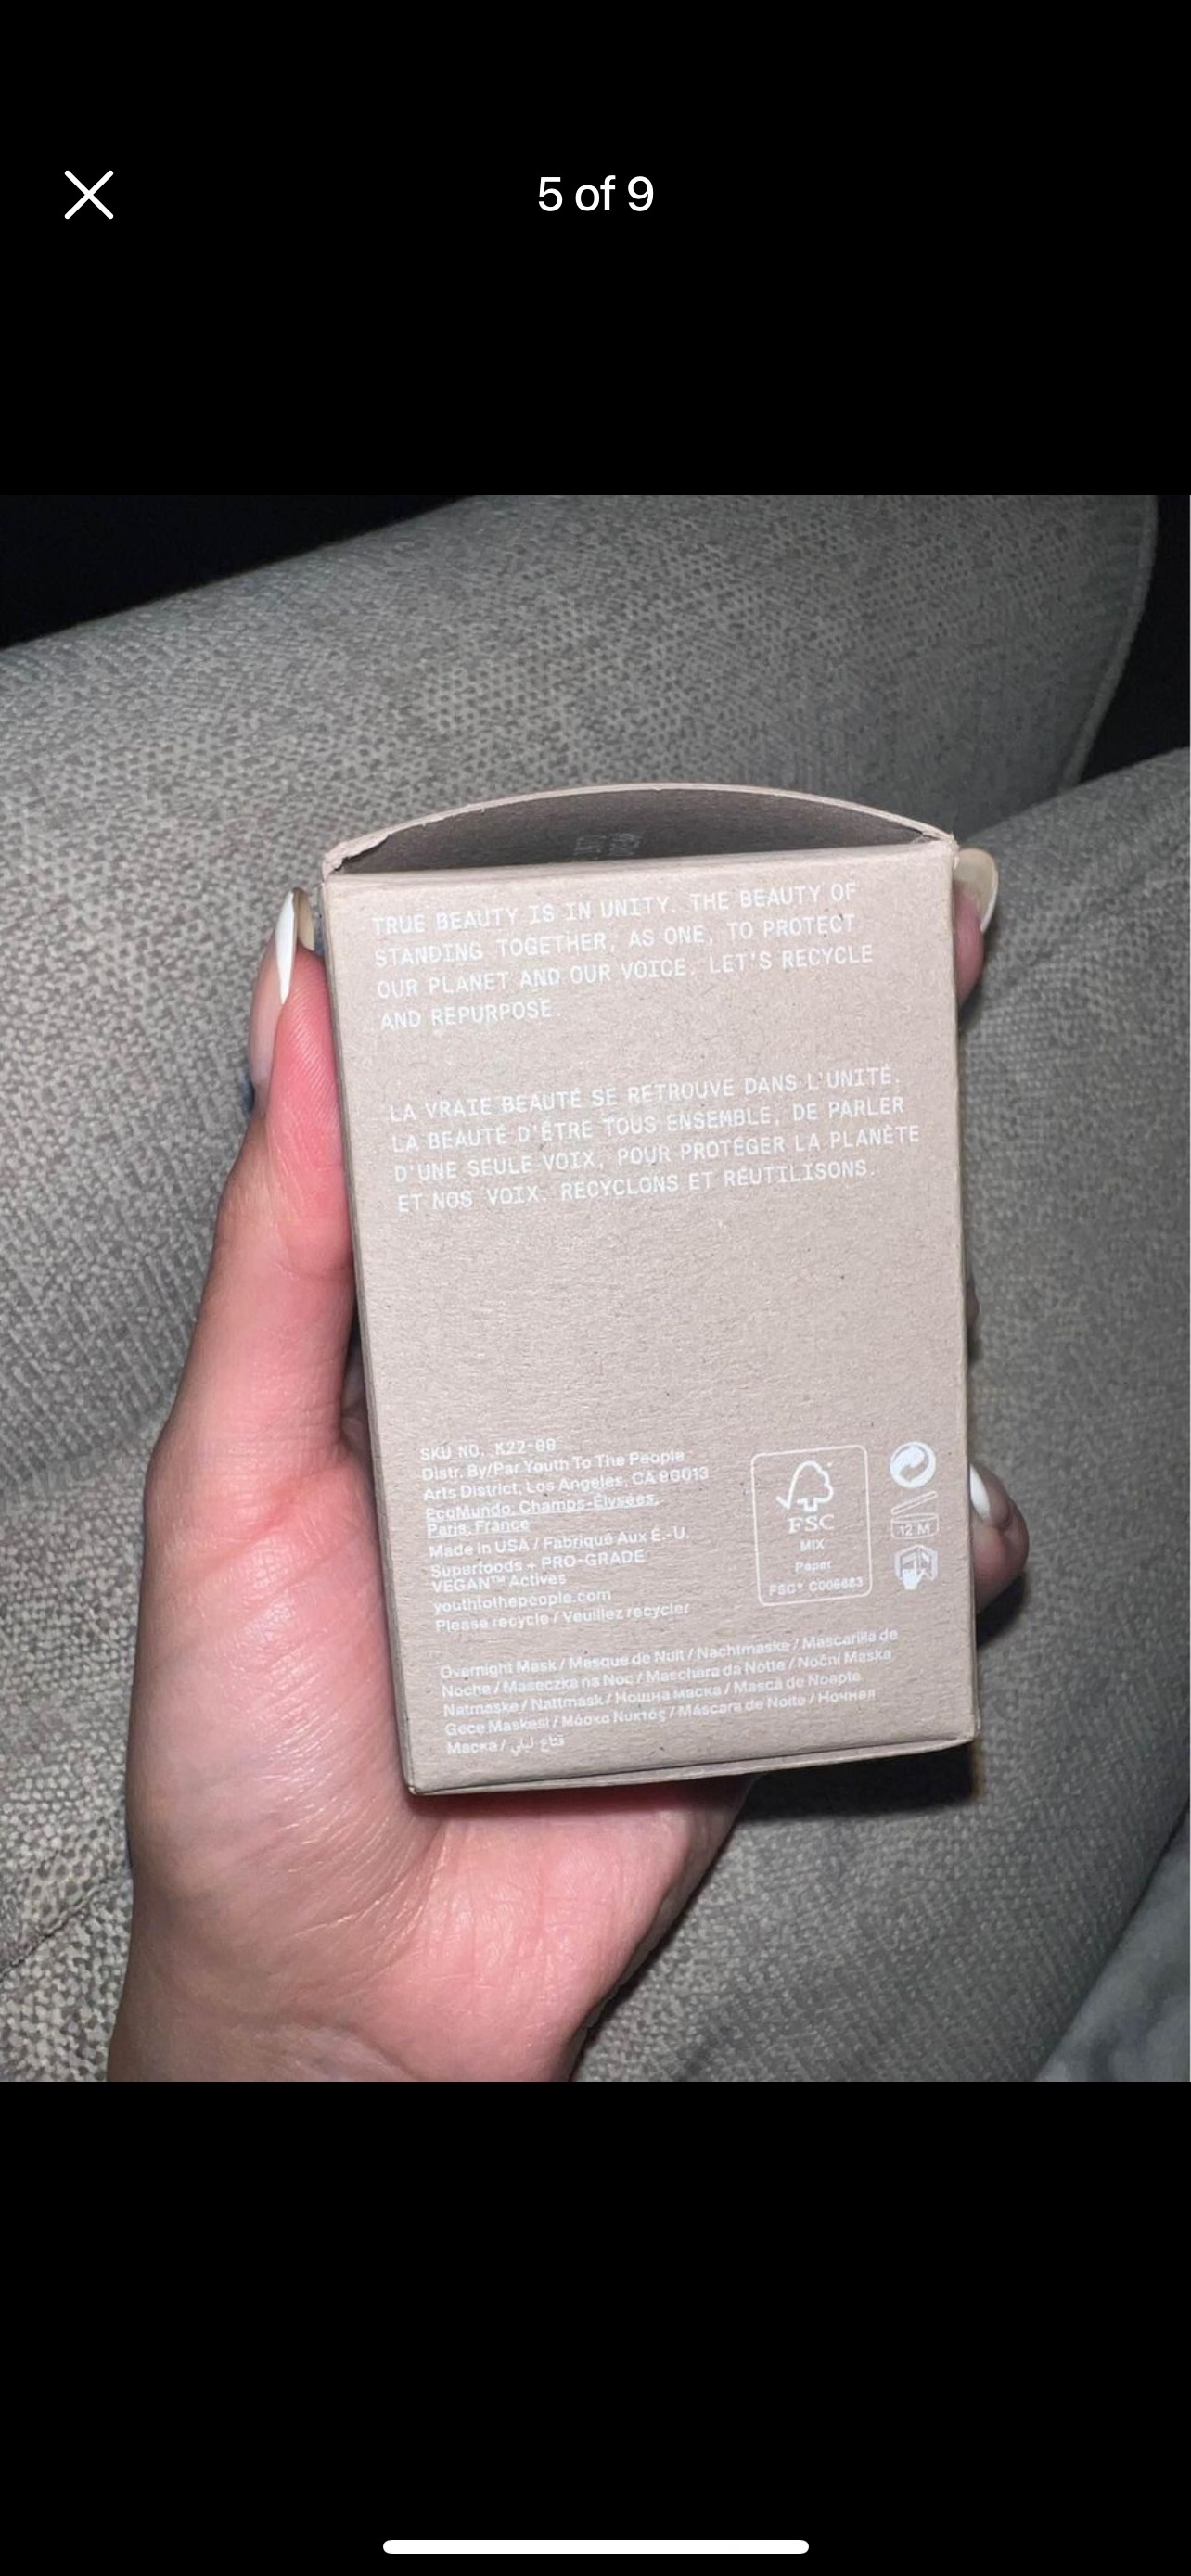 5 of 9
TRUE BEAUTY IS IN UNITY. THE BEAUTY OF
STANDING TOGETHER, AS ONE, TO PROTECT
OUR PLANET AND OUR VOICE. LET'S RECYCLE
AND REPURPOSE.
LA VRAIE BEAUTÉ SE RETROUVE DANS L'UNITÉ.
LA BEAUTÉ D'ÊTRE TOUS ENSEMBLE, DE PARLER
D'UNE SEULE VOIX, POUR PROTÉGER LA PLANÈTE
ET NOS VOIX. RECYCLONS ET RÉUTILISONS.
SKU NO. K22-00
Distr. By/Par Youth To The People
Arts District, Los Angeles, CA 90013
EcoMundo, Champs-Élysées,
Paris, France
Made in USA / Fabriqué Aux É.-U.
Superfoods + PRO-GRADE
VEGAN™ Actives
youthtothepeople.com
Please recycle / Veuillez recycler
FSC
MIX
Paper
FSC®
12 M
Overnight Mask / Masque de Nuit / Nachtmaske / Mascarilla de
Noche / Maseczka na Noc / Maschera da Notte / Noční Maska
Natmaske / Nattmask / Нощна маска / Mască de Noapte
Gece Maskesi / Μάσκα Νυκτός / Máscara de Noite / Ночная
Маска / قناع ليلي